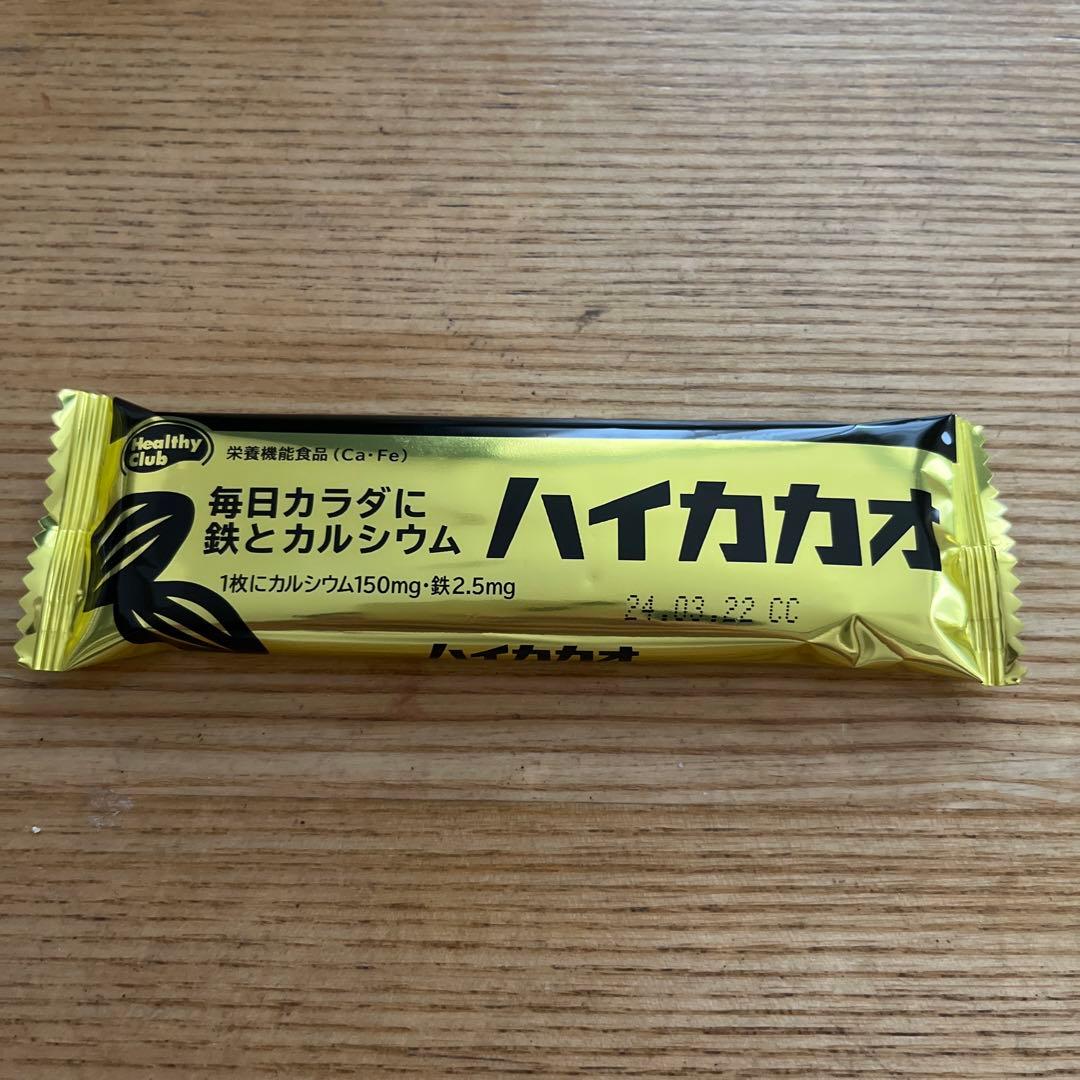 Healthy
Club
栄養機能食品(Ca・Fe)
毎日カラダに
鉄とカルシウム
ハイカカオ
1枚にカルシウム150mg・鉄2.5mg
24.03.22 CC
ハイカカオ